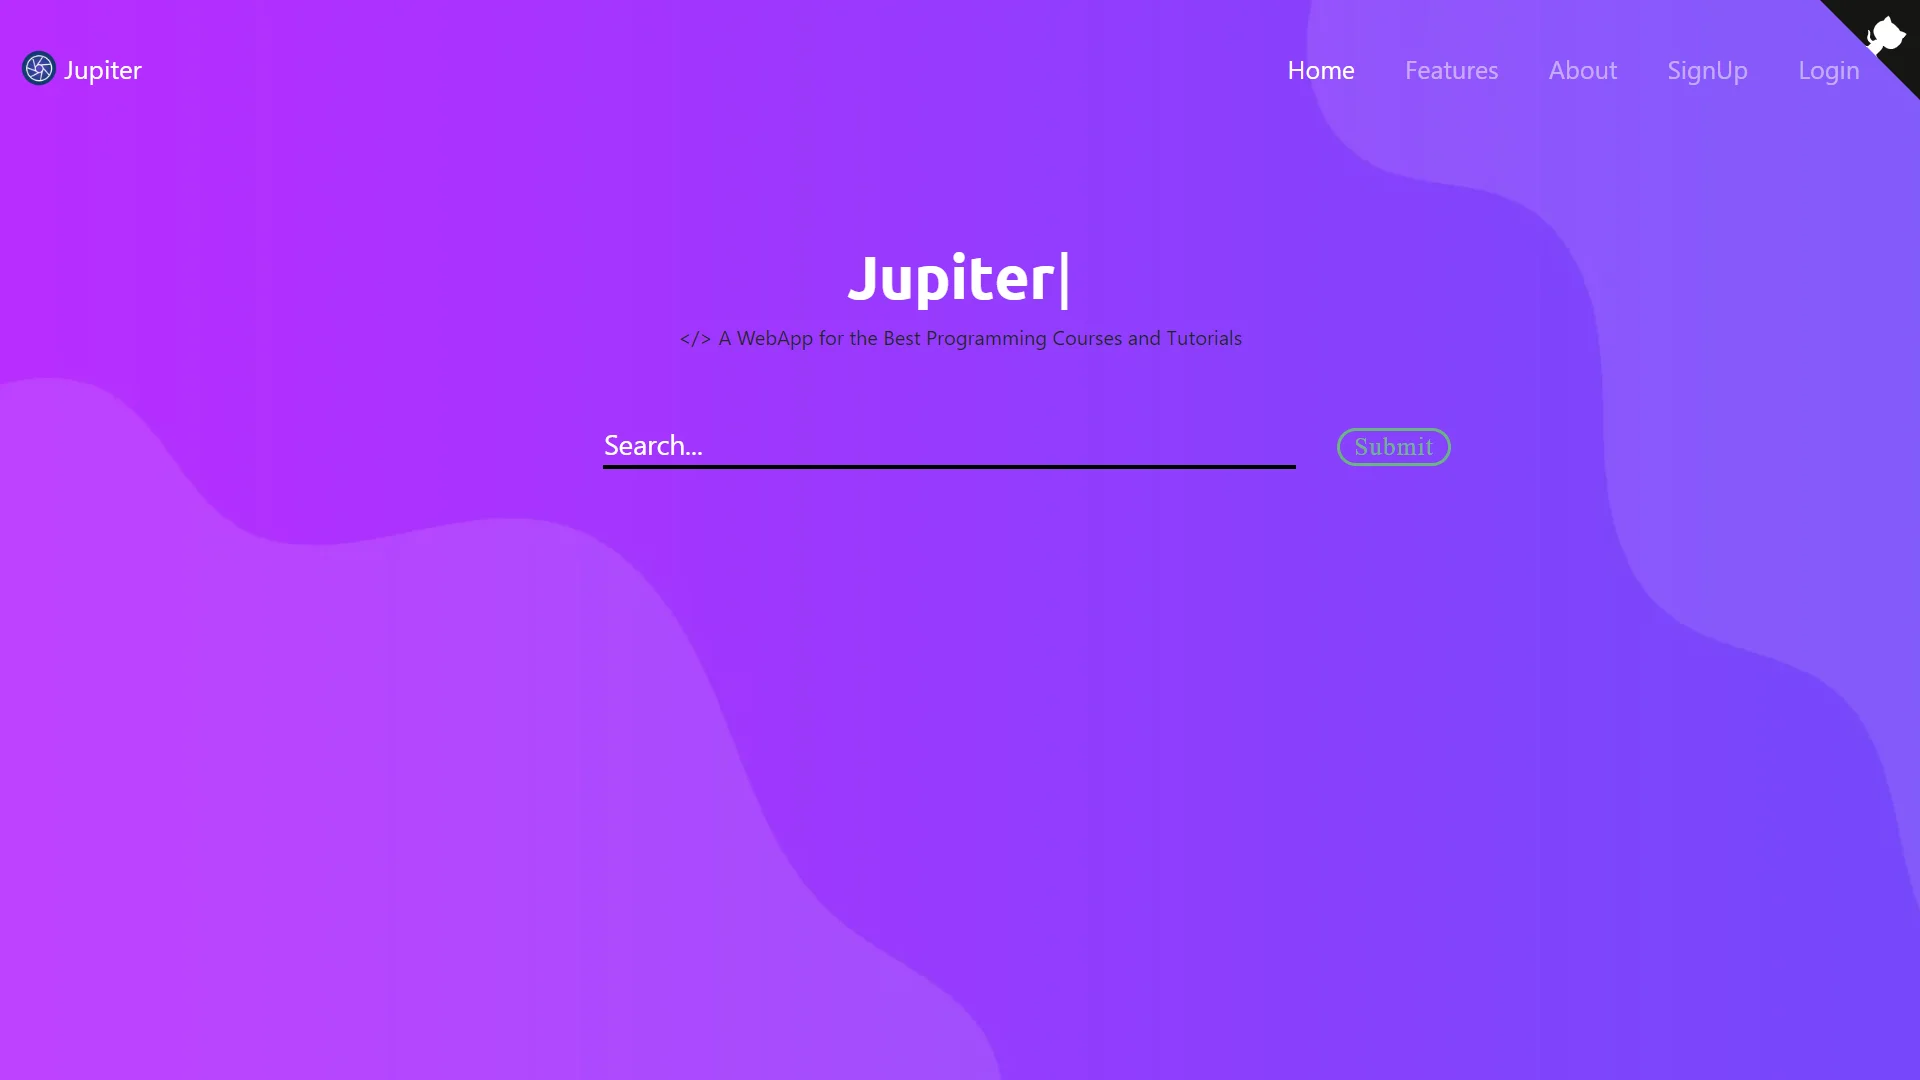 Jupiter
Home Features About SignUp Login
Jupiter|
</> A WebApp for the Best Programming Courses and Tutorials
Search...
Submit